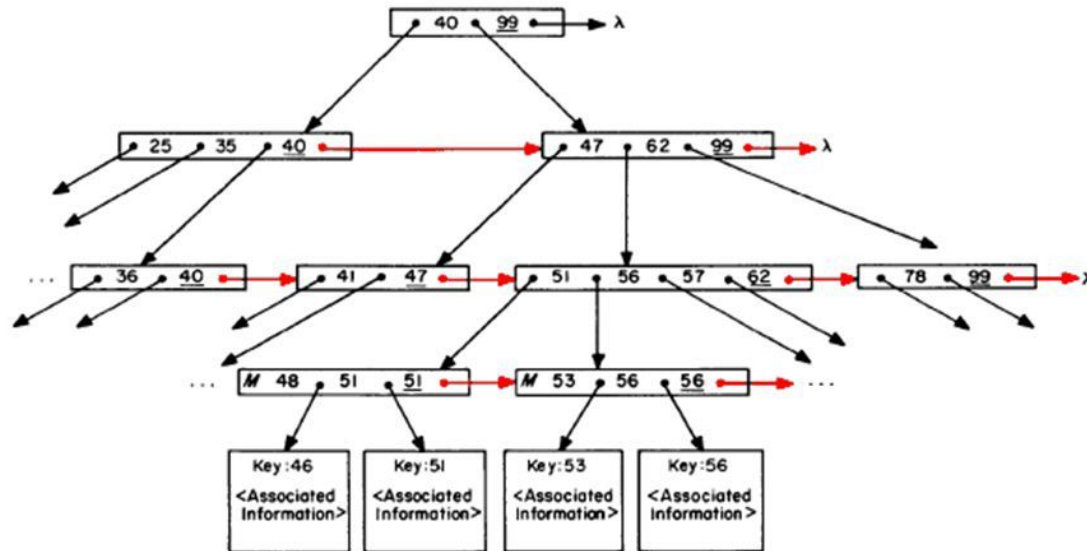 40 99 λ
25 35 40 47 62 99 λ
... 36 40 41 47 51 56 57 62 78 99 λ
... M 48 51 51 M 53 56 56 ...
Key:46 Key:51 Key:53 Key:56
<Associated <Associated <Associated <Associated
Information> Information> Information> Information>